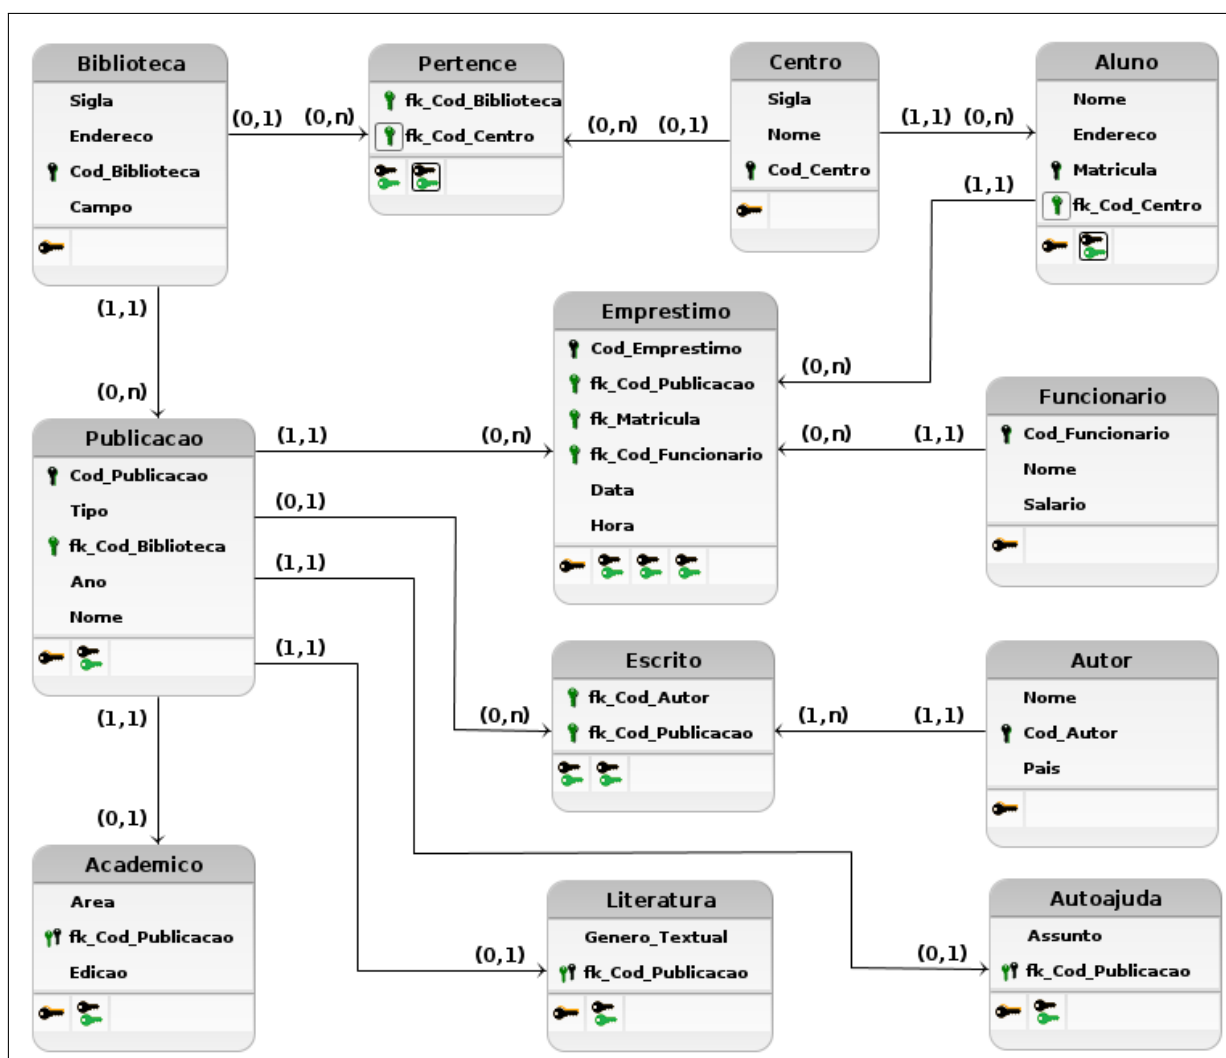 Biblioteca
Sigla
Endereco
Cod_Biblioteca
Campo
(0,1)
(0,n)
Pertence
fk_Cod_Biblioteca
fk_Cod_Centro
(0,n)
(0,1)
Centro
Sigla
Nome
Cod_Centro
(1,1)
(0,n)
Aluno
Nome
Endereco
Matricula
fk_Cod_Centro
(1,1)
(0,n)
(1,1)
(0,n)
Emprestimo
Cod_Emprestimo
fk_Cod_Publicacao
fk_Matricula
fk_Cod_Funcionario
Data
Hora
(0,n)
(1,1)
Funcionario
Cod_Funcionario
Nome
Salario
Publicacao
Cod_Publicacao
Tipo
fk_Cod_Biblioteca
Ano
Nome
(1,1)
(0,n)
(0,1)
(1,1)
(1,1)
(0,n)
Escrito
fk_Cod_Autor
fk_Cod_Publicacao
(1,n)
(1,1)
Autor
Nome
Cod_Autor
Pais
(1,1)
(0,1)
Academico
Area
fk_Cod_Publicacao
Edicao
(0,1)
Literatura
Genero_Textual
fk_Cod_Publicacao
(0,1)
Autoajuda
Assunto
fk_Cod_Publicacao